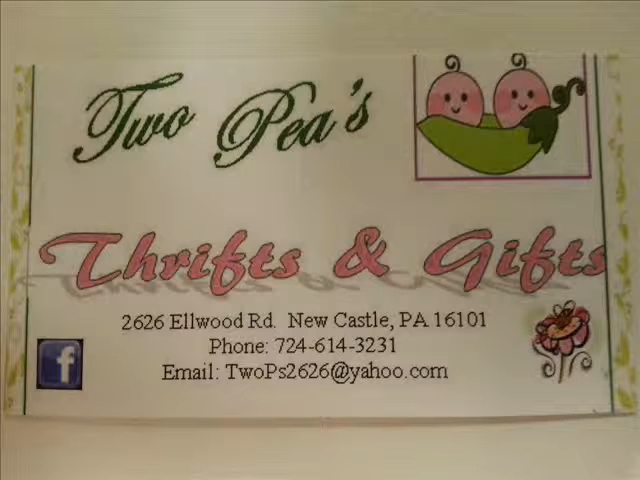 Two Pea's
Thrifts & Gifts
2626 Ellwood Rd. New Castle, PA 16101
Phone: 724-614-3231
Email: TwoPs2626@yahoo.com
f